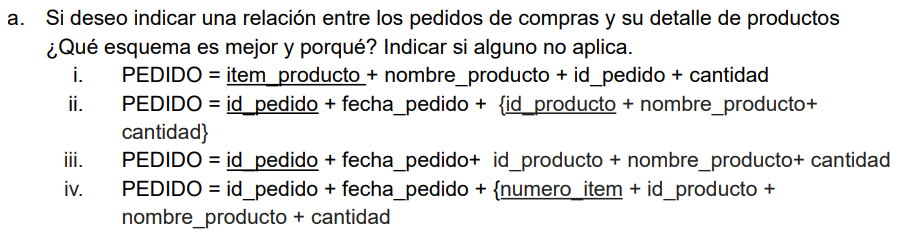 a. Si deseo indicar una relación entre los pedidos de compras y su detalle de productos
¿Qué esquema es mejor y porqué? Indicar si alguno no aplica.
i. PEDIDO = item_producto + nombre_producto + id_pedido + cantidad
ii. PEDIDO = id_pedido + fecha_pedido + {id_producto + nombre_producto+
cantidad}
iii. PEDIDO = id_pedido + fecha_pedido+ id_producto + nombre_producto+ cantidad
iv. PEDIDO = id_pedido + fecha_pedido + {numero_item + id_producto +
nombre_producto + cantidad